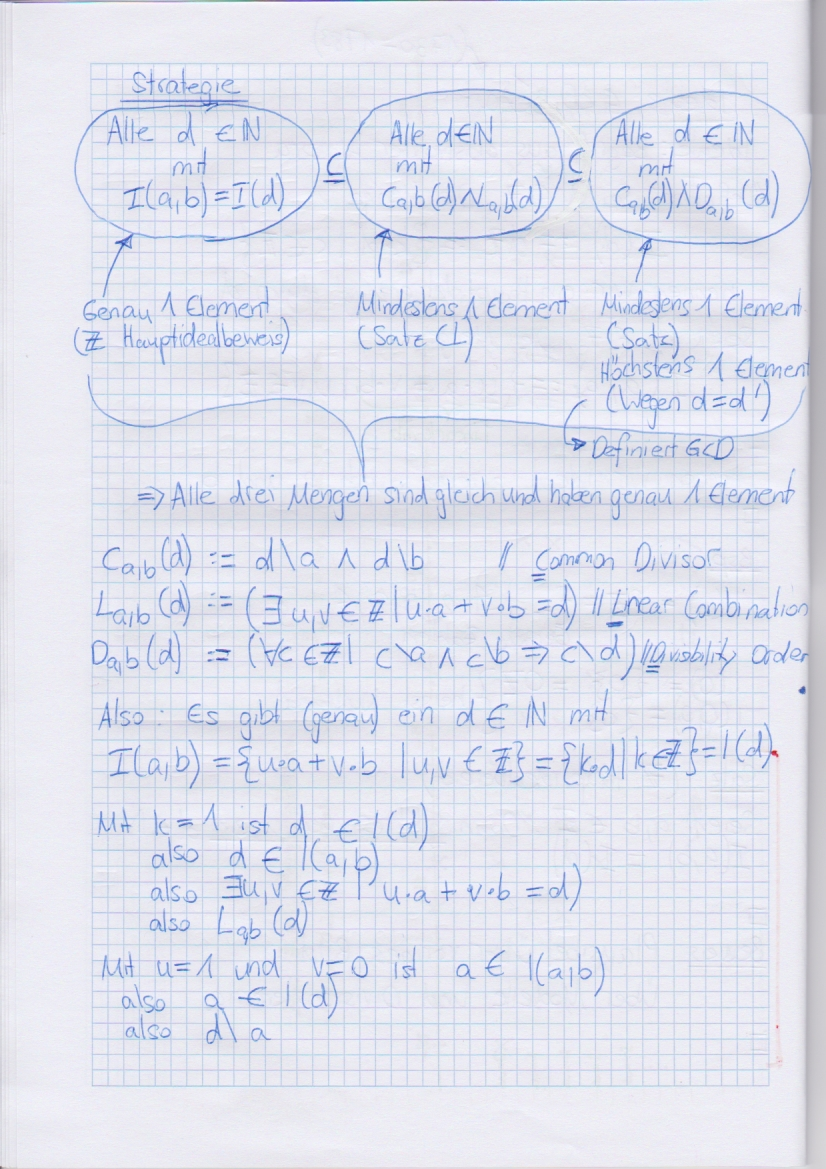 Strategie
Alle d ∈ ℕ
mit
I(a,b) = I(d)
⊆
Alle d ∈ ℕ
mit
C_{a,b}(d) ∧ L_{a,b}(d)
⊆
Alle d ∈ ℕ
mit
C_{a,b}(d) ∧ D_{a,b}(d)
Genau 1 Element
(ℤ Hauptidealbeweis)
Mindestens 1 Element
(Satz CL)
Mindestens 1 Element
(Satz)
Höchstens 1 Element
(Wegen d=d')
Definiert GCD
⇒ Alle drei Mengen sind gleich und haben genau 1 Element
C_{a,b}(d) := d\a ∧ d\b // Common Divisor
L_{a,b}(d) := (∃ u,v ∈ ℤ | u·a + v·b = d) // Linear Combination
D_{a,b}(d) := (∀c ∈ ℤ | c\a ∧ c\b ⇒ c\d) // Divisbility Order
Also: Es gibt (genau) ein d ∈ ℕ mit
I(a,b) = {u·a + v·b | u,v ∈ ℤ} = {k·d | k ∈ ℤ} = I(d).
Mit k = 1 ist d ∈ I(d)
also d ∈ I(a,b)
also ∃u,v ∈ ℤ | u·a + v·b = d)
also L_{a,b}(d)
Mit u=1 und v=0 ist a ∈ I(a,b)
also a ∈ I(d)
also d\a